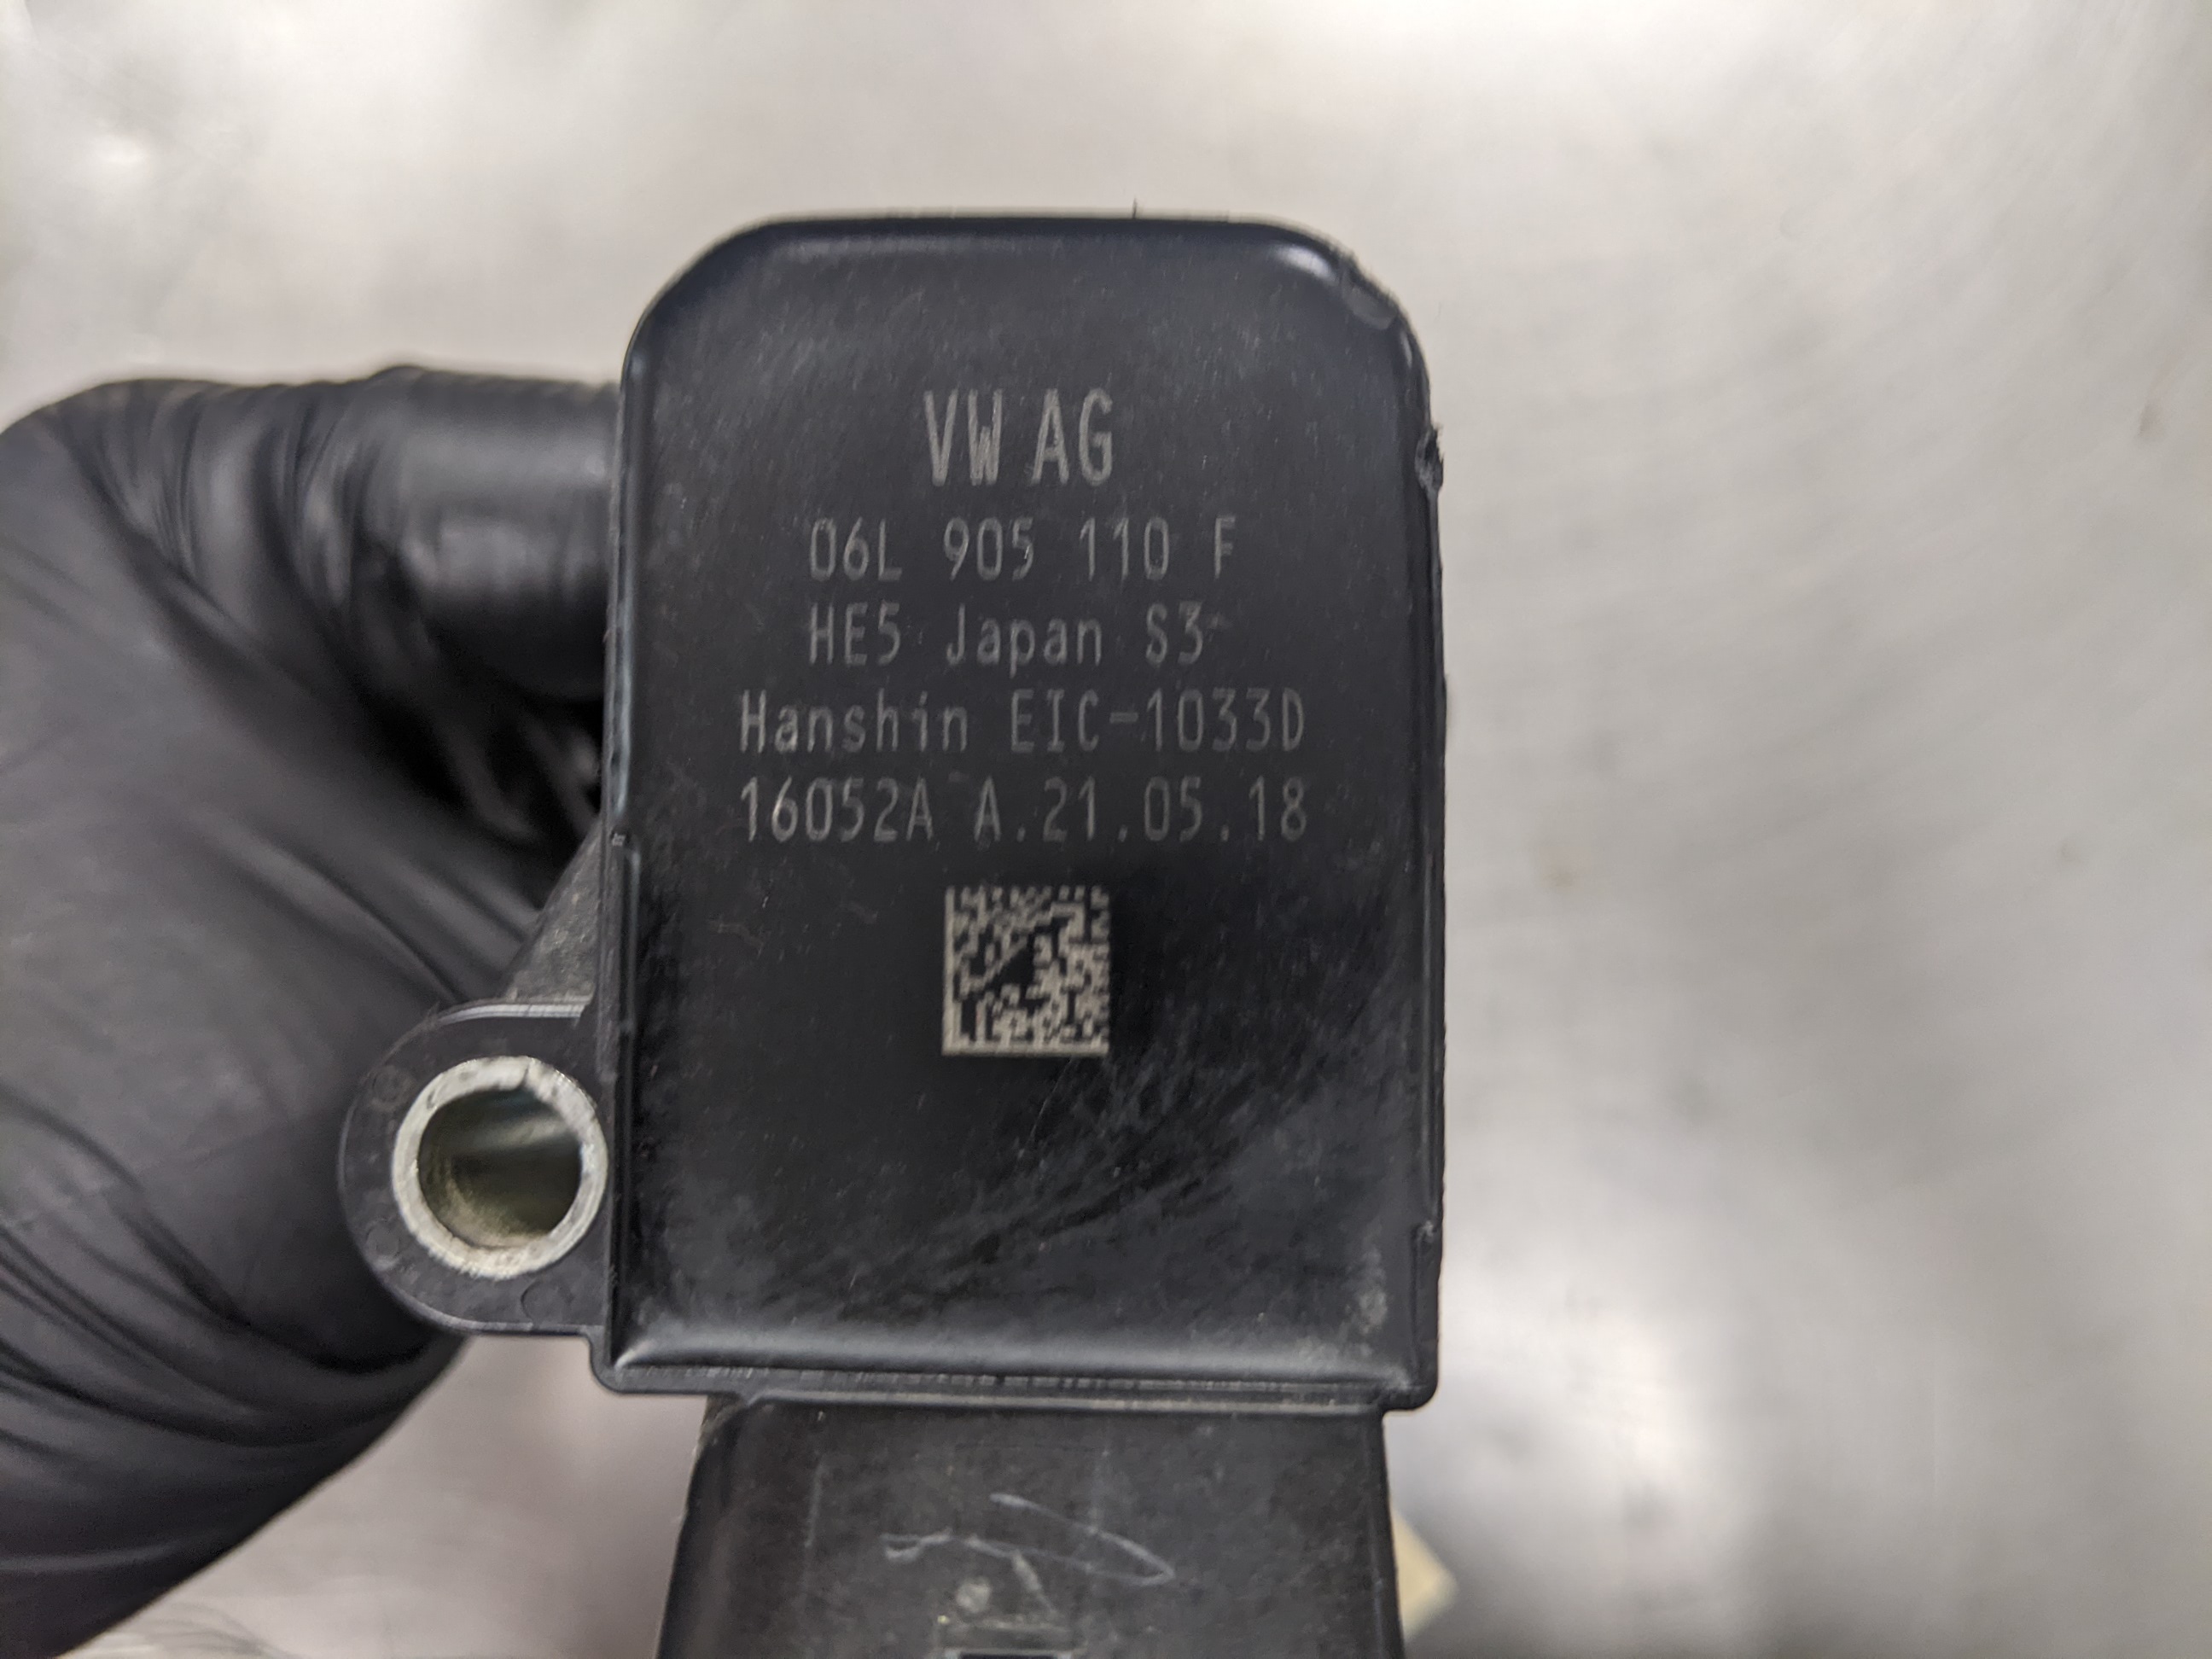 VW AG
06L 905 110 F
HE5 Japan S3
Hanshin EIC-1033D
16052A A.21.05.18